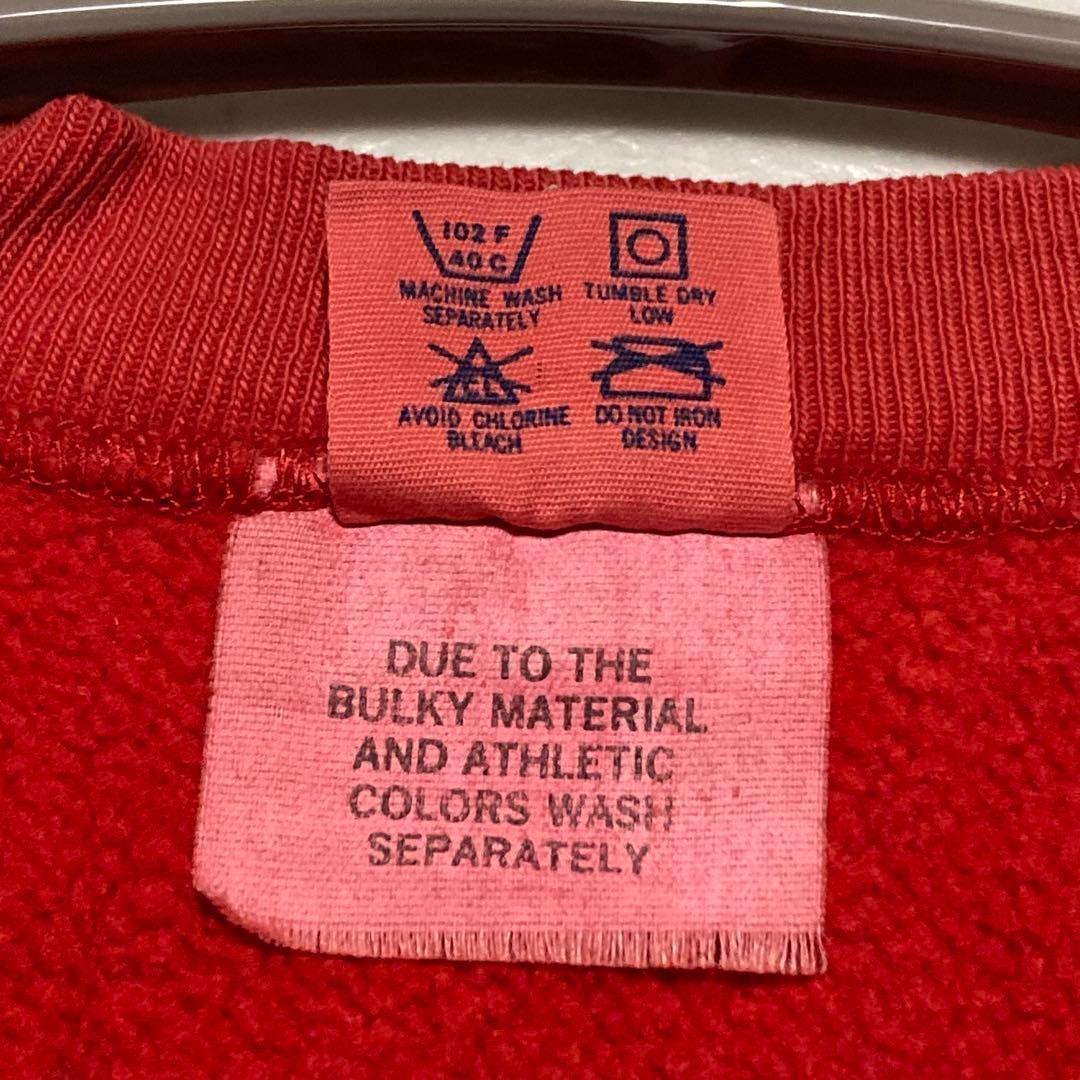 102 F
40 C
MACHINE WASH
SEPARATELY
TUMBLE DRY
LOW
CL
AVOID CHLORINE
BLEACH
DO NOT IRON
DESIGN
DUE TO THE
BULKY MATERIAL
AND ATHLETIC
COLORS WASH
SEPARATELY